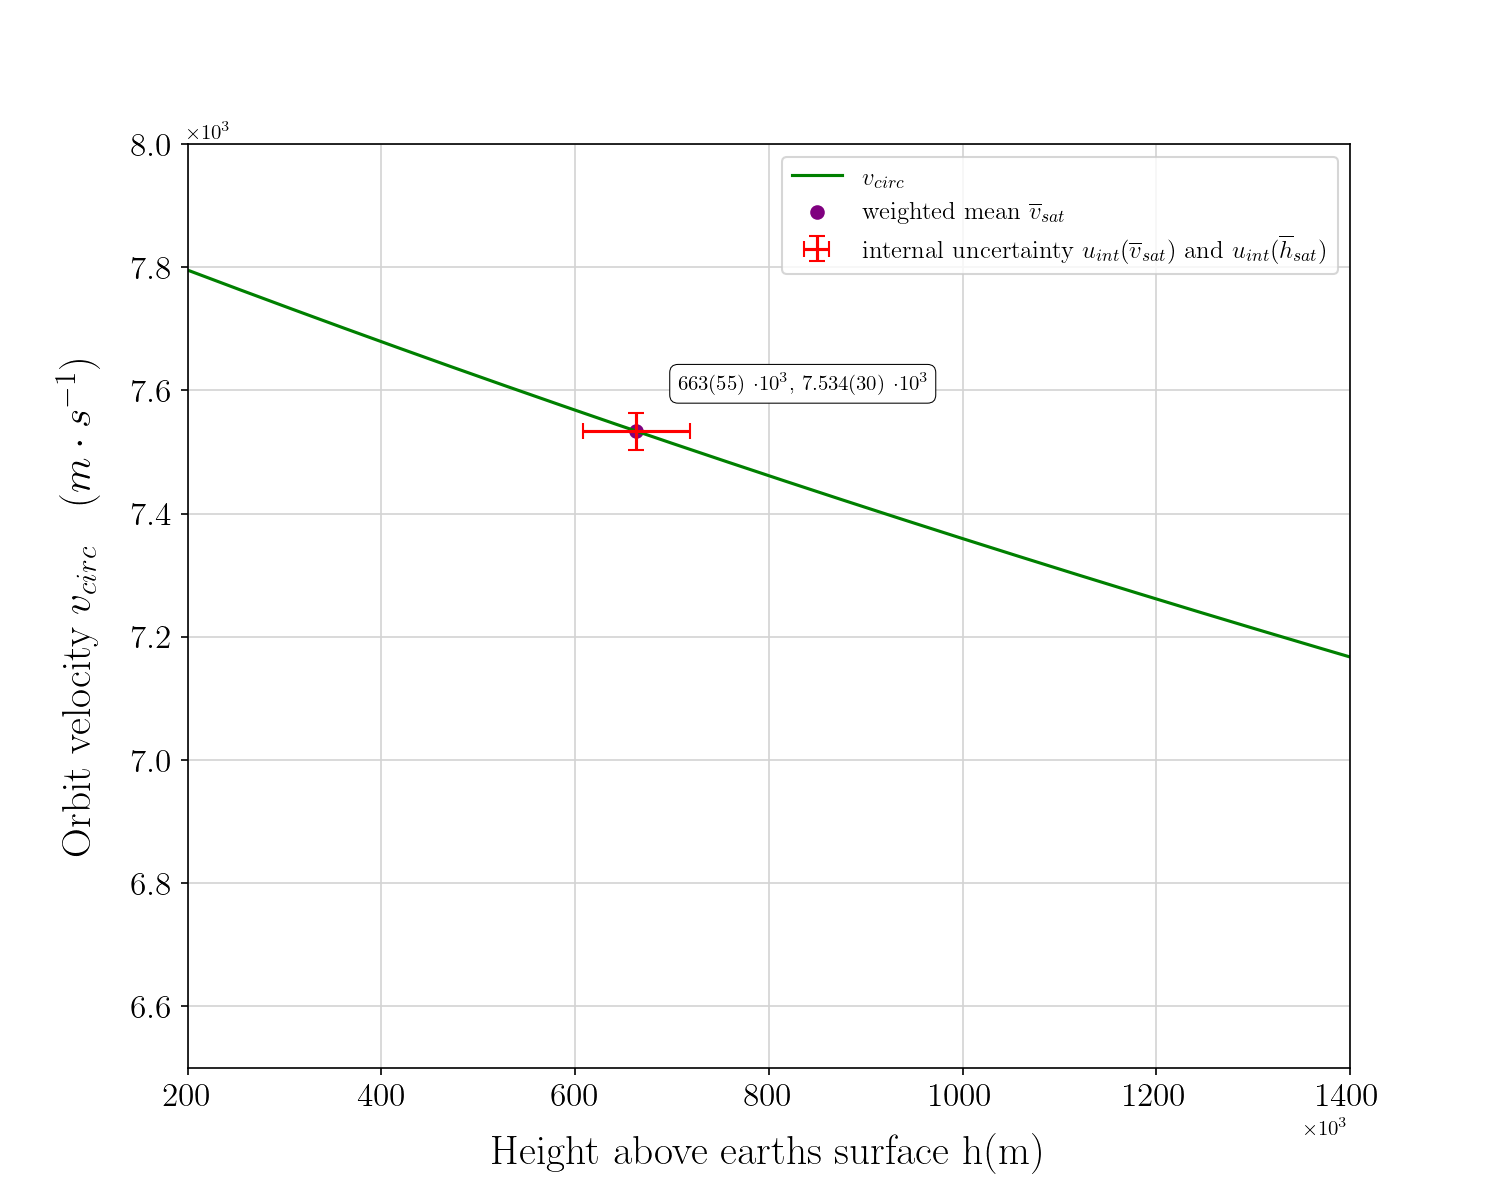 ×10³
8.0
7.8
7.6
7.4
7.2
7.0
6.8
6.6
Orbit velocity v_circ (m · s⁻¹)
v_circ
weighted mean v̅_sat
internal uncertainty u_int(v̅_sat) and u_int(h̅_sat)
663(55) ·10³, 7.534(30) ·10³
200 400 600 800 1000 1200 1400
×10³
Height above earths surface h(m)